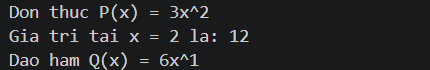 Don thuc P(x) = 3x^2
Gia tri tai x = 2 la: 12
Dao ham Q(x) = 6x^1